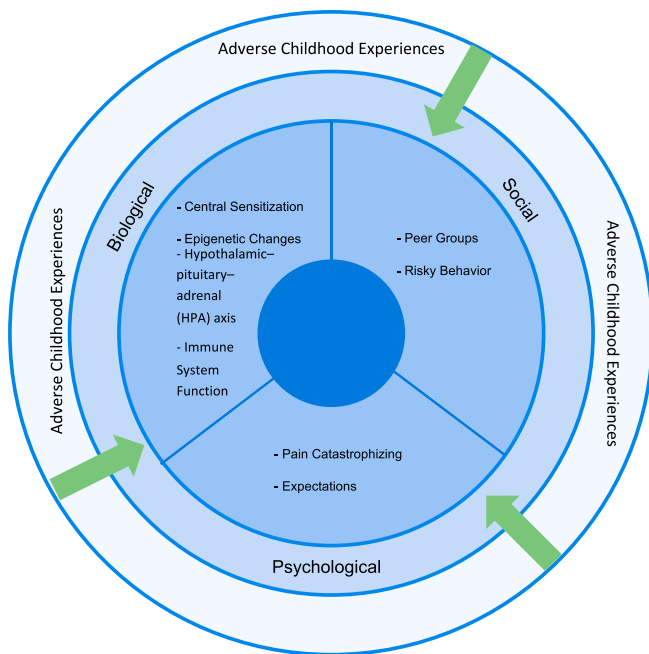 Adverse Childhood Experiences
Biological
Social
- Central Sensitization
- Epigenetic Changes
- Hypothalamic–
pituitary–
adrenal
(HPA) axis
- Immune
System
Function
- Peer Groups
- Risky Behavior
Adverse Childhood Experiences
Adverse Childhood Experiences
- Pain Catastrophizing
- Expectations
Psychological